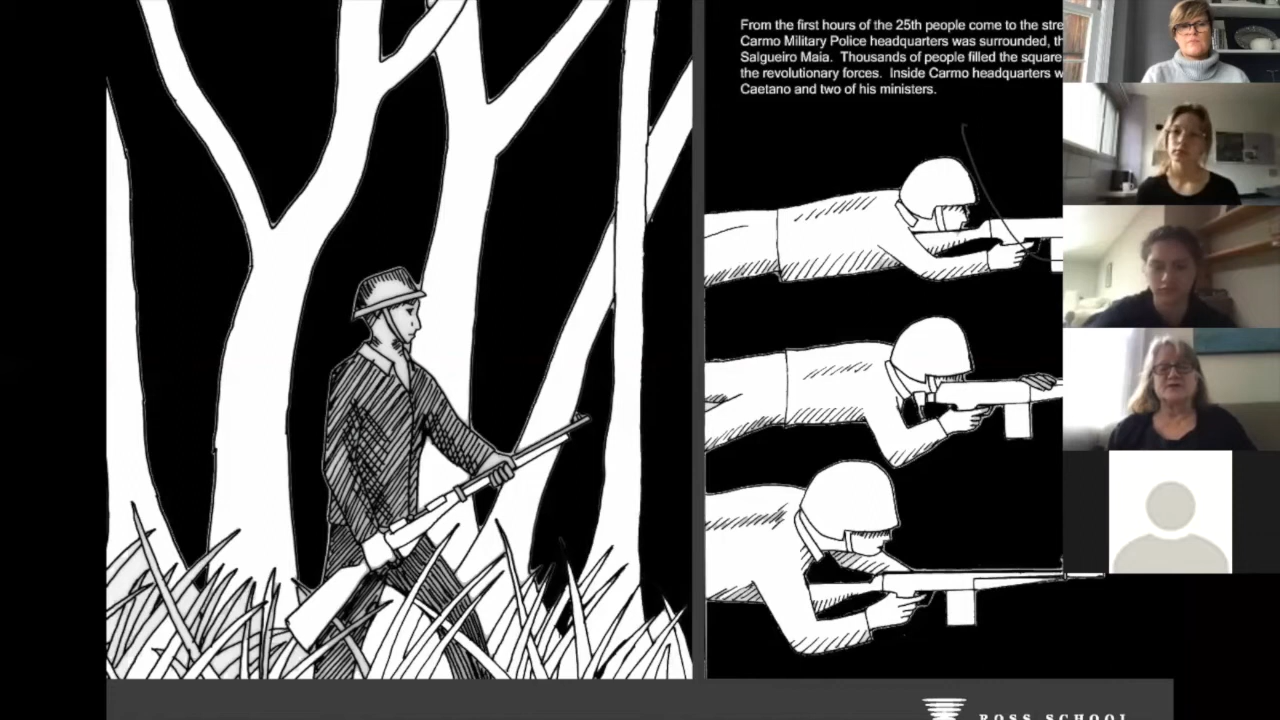 From the first hours of the 25th people come to the stre
Carmo Military Police headquarters was surrounded, th
Salgueiro Maia. Thousands of people filled the square
the revolutionary forces. Inside Carmo headquarters w
Caetano and two of his ministers.
ROSS SCHOOL